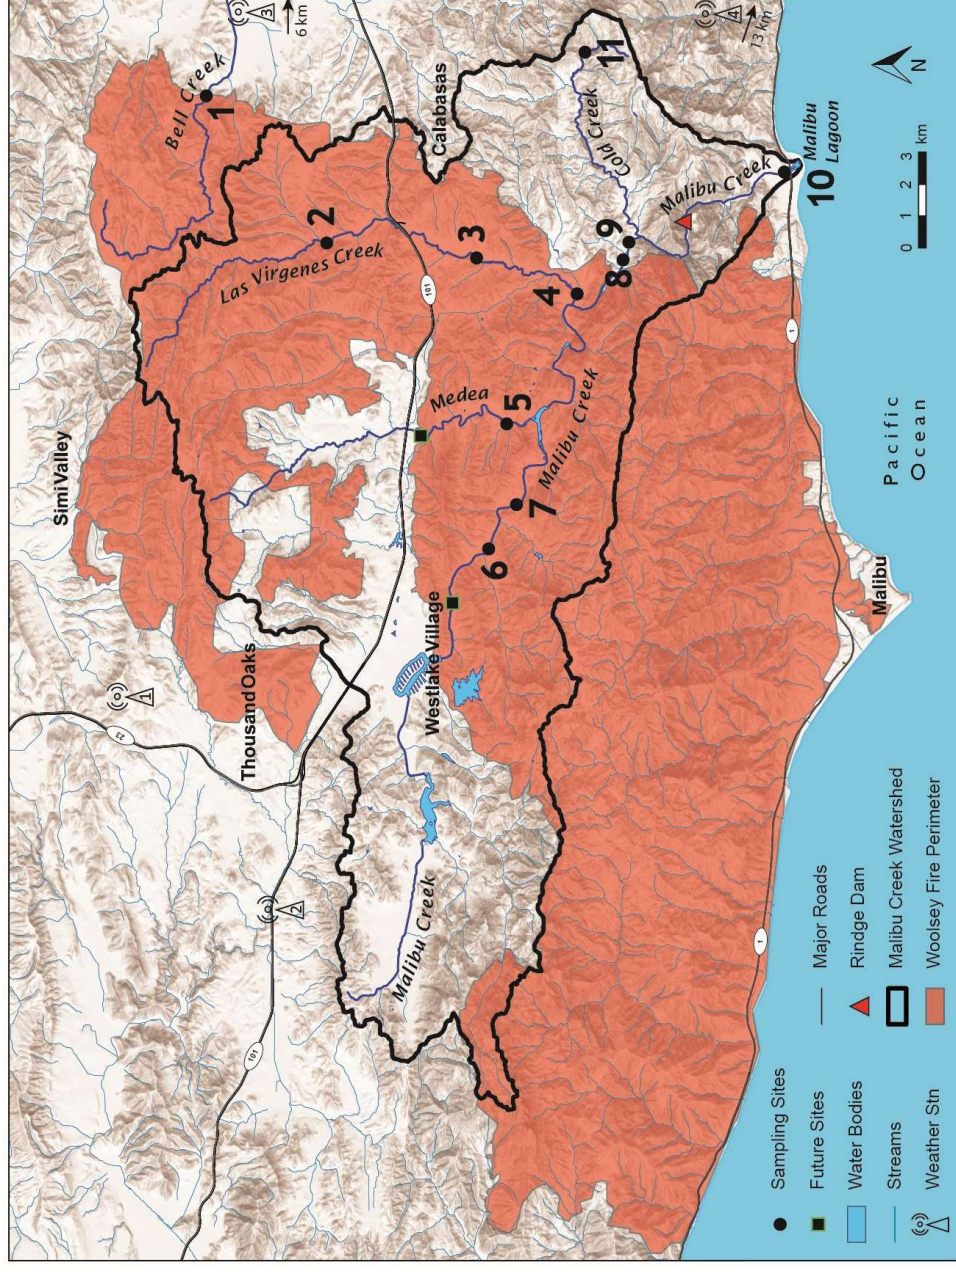 Simi Valley
Thousand Oaks
Westlake Village
Calabasas
Malibu
Bell Creek
Las Virgenes Creek
Medea
Malibu Creek
Malibu Creek
Malibu Creek
Cold Creek
Malibu
Lagoon
Pacific
Ocean
1
2
3
4
5
6
7
8
9
10
11
1
2
3
6 km
4
13 km
23
101
101
1
1
N
0 1 2 3 km
Sampling Sites
Future Sites
Water Bodies
Streams
Weather Stn
Major Roads
Rindge Dam
Malibu Creek Watershed
Woolsey Fire Perimeter